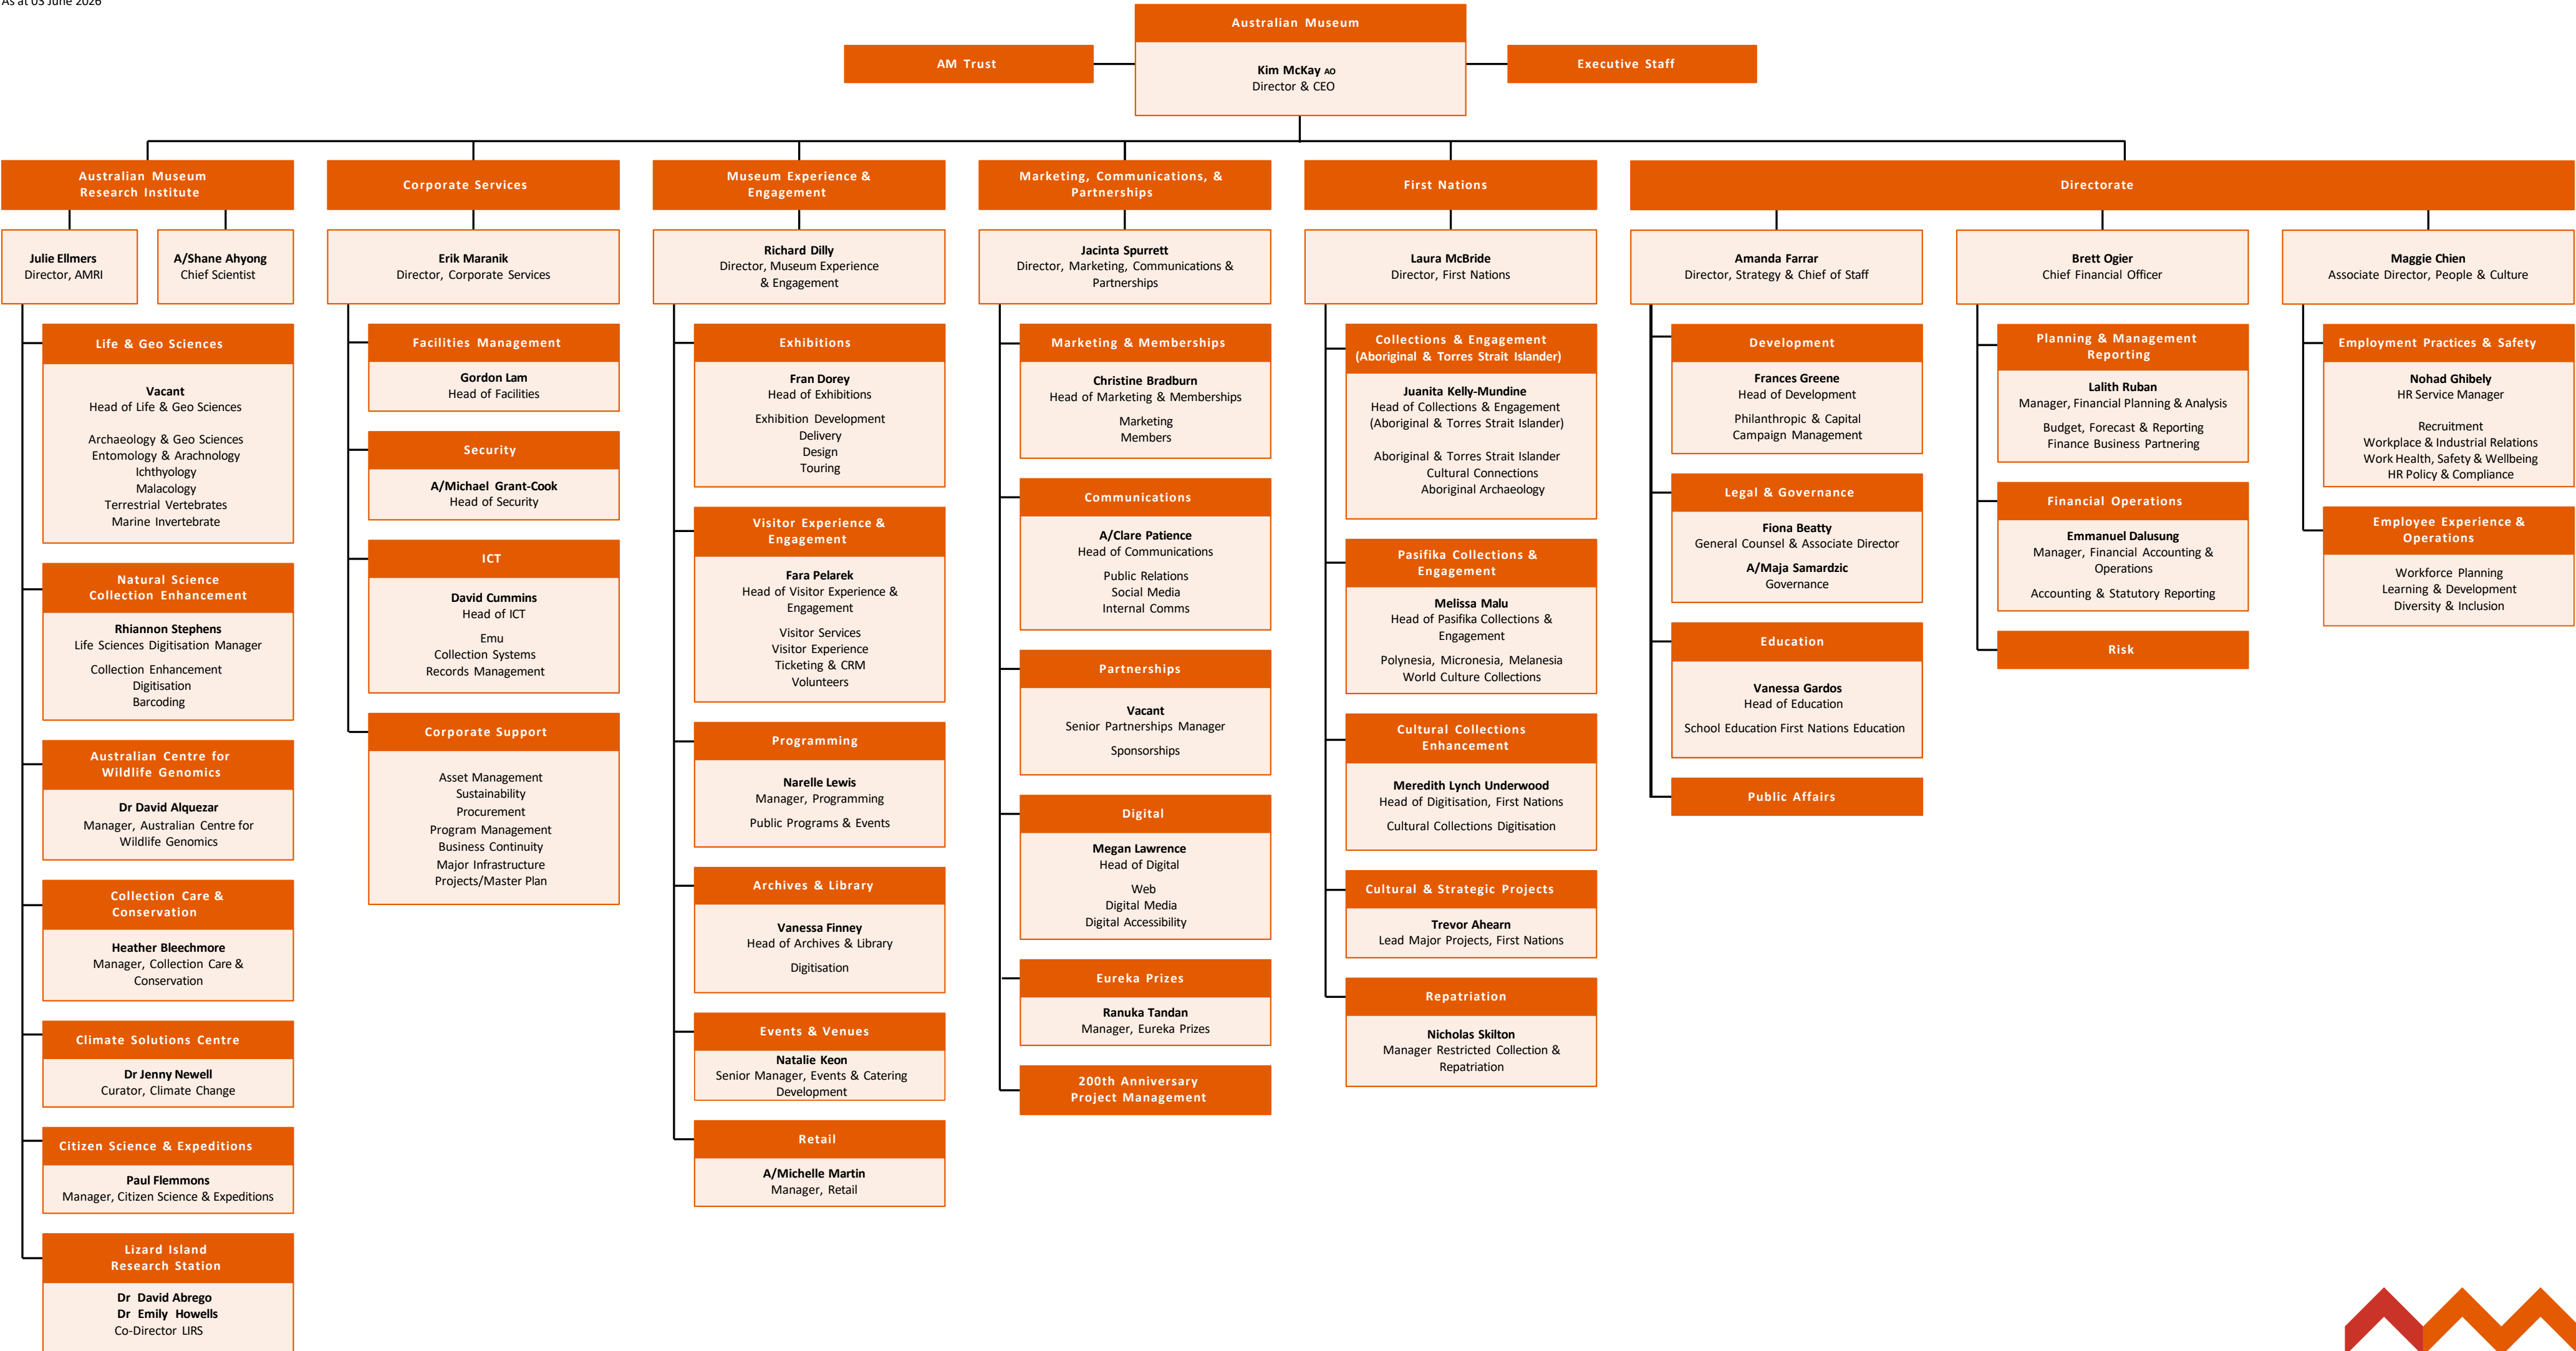 As at 03 June 2026
Australian Museum
Kim McKay AO
Director & CEO
AM Trust
Executive Staff
Australian Museum
Research Institute
Julie Ellmers
Director, AMRI
A/Shane Ahyong
Chief Scientist
Life & Geo Sciences
Vacant
Head of Life & Geo Sciences
Archaeology & Geo Sciences
Entomology & Arachnology
Ichthyology
Malacology
Terrestrial Vertebrates
Marine Invertebrate
Natural Science
Collection Enhancement
Rhiannon Stephens
Life Sciences Digitisation Manager
Collection Enhancement
Digitisation
Barcoding
Australian Centre for
Wildlife Genomics
Dr David Alquezar
Manager, Australian Centre for
Wildlife Genomics
Collection Care &
Conservation
Heather Bleechmore
Manager, Collection Care &
Conservation
Climate Solutions Centre
Dr Jenny Newell
Curator, Climate Change
Citizen Science & Expeditions
Paul Flemmons
Manager, Citizen Science & Expeditions
Lizard Island
Research Station
Dr David Abrego
Dr Emily Howells
Co-Director LIRS
Corporate Services
Erik Maranik
Director, Corporate Services
Facilities Management
Gordon Lam
Head of Facilities
Security
A/Michael Grant-Cook
Head of Security
ICT
David Cummins
Head of ICT
Emu
Collection Systems
Records Management
Corporate Support
Asset Management
Sustainability
Procurement
Program Management
Business Continuity
Major Infrastructure
Projects/Master Plan
Museum Experience &
Engagement
Richard Dilly
Director, Museum Experience
& Engagement
Exhibitions
Fran Dorey
Head of Exhibitions
Exhibition Development
Delivery
Design
Touring
Visitor Experience &
Engagement
Fara Pelarek
Head of Visitor Experience &
Engagement
Visitor Services
Visitor Experience
Ticketing & CRM
Volunteers
Programming
Narelle Lewis
Manager, Programming
Public Programs & Events
Archives & Library
Vanessa Finney
Head of Archives & Library
Digitisation
Events & Venues
Natalie Keon
Senior Manager, Events & Catering
Development
Retail
A/Michelle Martin
Manager, Retail
Marketing, Communications, &
Partnerships
Jacinta Spurrett
Director, Marketing, Communications &
Partnerships
Marketing & Memberships
Christine Bradburn
Head of Marketing & Memberships
Marketing
Members
Communications
A/Clare Patience
Head of Communications
Public Relations
Social Media
Internal Comms
Partnerships
Vacant
Senior Partnerships Manager
Sponsorships
Digital
Megan Lawrence
Head of Digital
Web
Digital Media
Digital Accessibility
Eureka Prizes
Ranuka Tandan
Manager, Eureka Prizes
200th Anniversary
Project Management
First Nations
Laura McBride
Director, First Nations
Collections & Engagement
(Aboriginal & Torres Strait Islander)
Juanita Kelly-Mundine
Head of Collections & Engagement
(Aboriginal & Torres Strait Islander)
Aboriginal & Torres Strait Islander
Cultural Connections
Aboriginal Archaeology
Pasifika Collections &
Engagement
Melissa Malu
Head of Pasifika Collections &
Engagement
Polynesia, Micronesia, Melanesia
World Culture Collections
Cultural Collections
Enhancement
Meredith Lynch Underwood
Head of Digitisation, First Nations
Cultural Collections Digitisation
Cultural & Strategic Projects
Trevor Ahearn
Lead Major Projects, First Nations
Repatriation
Nicholas Skilton
Manager Restricted Collection &
Repatriation
Directorate
Amanda Farrar
Director, Strategy & Chief of Staff
Development
Frances Greene
Head of Development
Philanthropic & Capital
Campaign Management
Legal & Governance
Fiona Beatty
General Counsel & Associate Director
A/Maja Samardzic
Governance
Education
Vanessa Gardos
Head of Education
School Education First Nations Education
Public Affairs
Brett Ogier
Chief Financial Officer
Planning & Management
Reporting
Lalith Ruban
Manager, Financial Planning & Analysis
Budget, Forecast & Reporting
Finance Business Partnering
Financial Operations
Emmanuel Dalusung
Manager, Financial Accounting &
Operations
Accounting & Statutory Reporting
Risk
Maggie Chien
Associate Director, People & Culture
Employment Practices & Safety
Nohad Ghibely
HR Service Manager
Recruitment
Workplace & Industrial Relations
Work Health, Safety & Wellbeing
HR Policy & Compliance
Employee Experience &
Operations
Workforce Planning
Learning & Development
Diversity & Inclusion